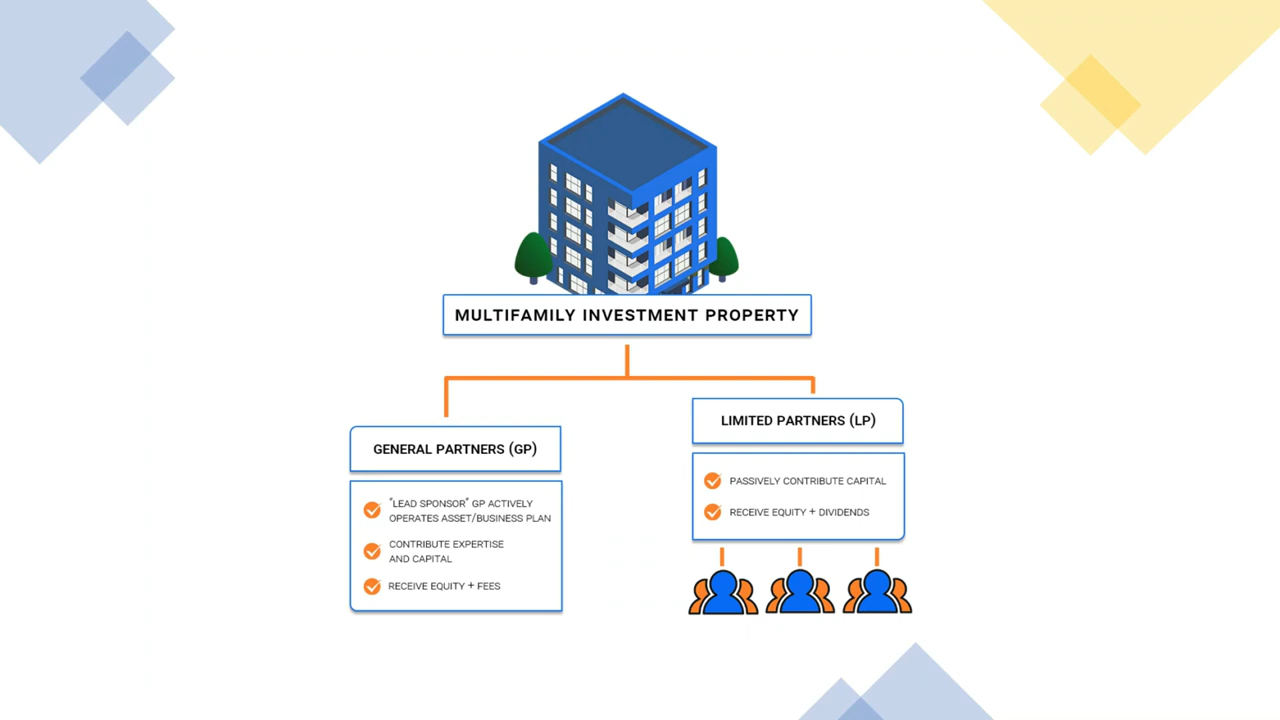 MULTIFAMILY INVESTMENT PROPERTY
GENERAL PARTNERS (GP)
"LEAD SPONSOR" GP ACTIVELY
OPERATES ASSET/BUSINESS PLAN
CONTRIBUTE EXPERTISE
AND CAPITAL
RECEIVE EQUITY + FEES
LIMITED PARTNERS (LP)
PASSIVELY CONTRIBUTE CAPITAL
RECEIVE EQUITY + DIVIDENDS